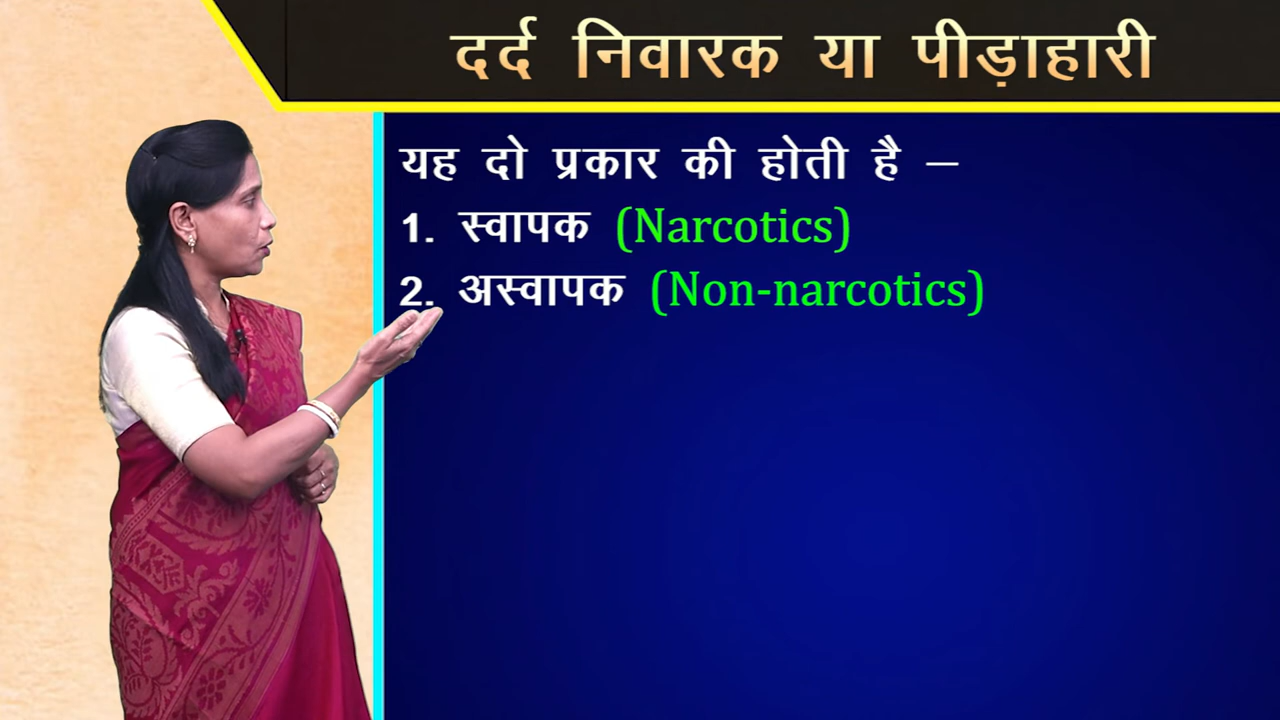 दर्द निवारक या पीड़ाहारी
यह दो प्रकार की होती है –
1. स्वापक (Narcotics)
2. अस्वापक (Non-narcotics)